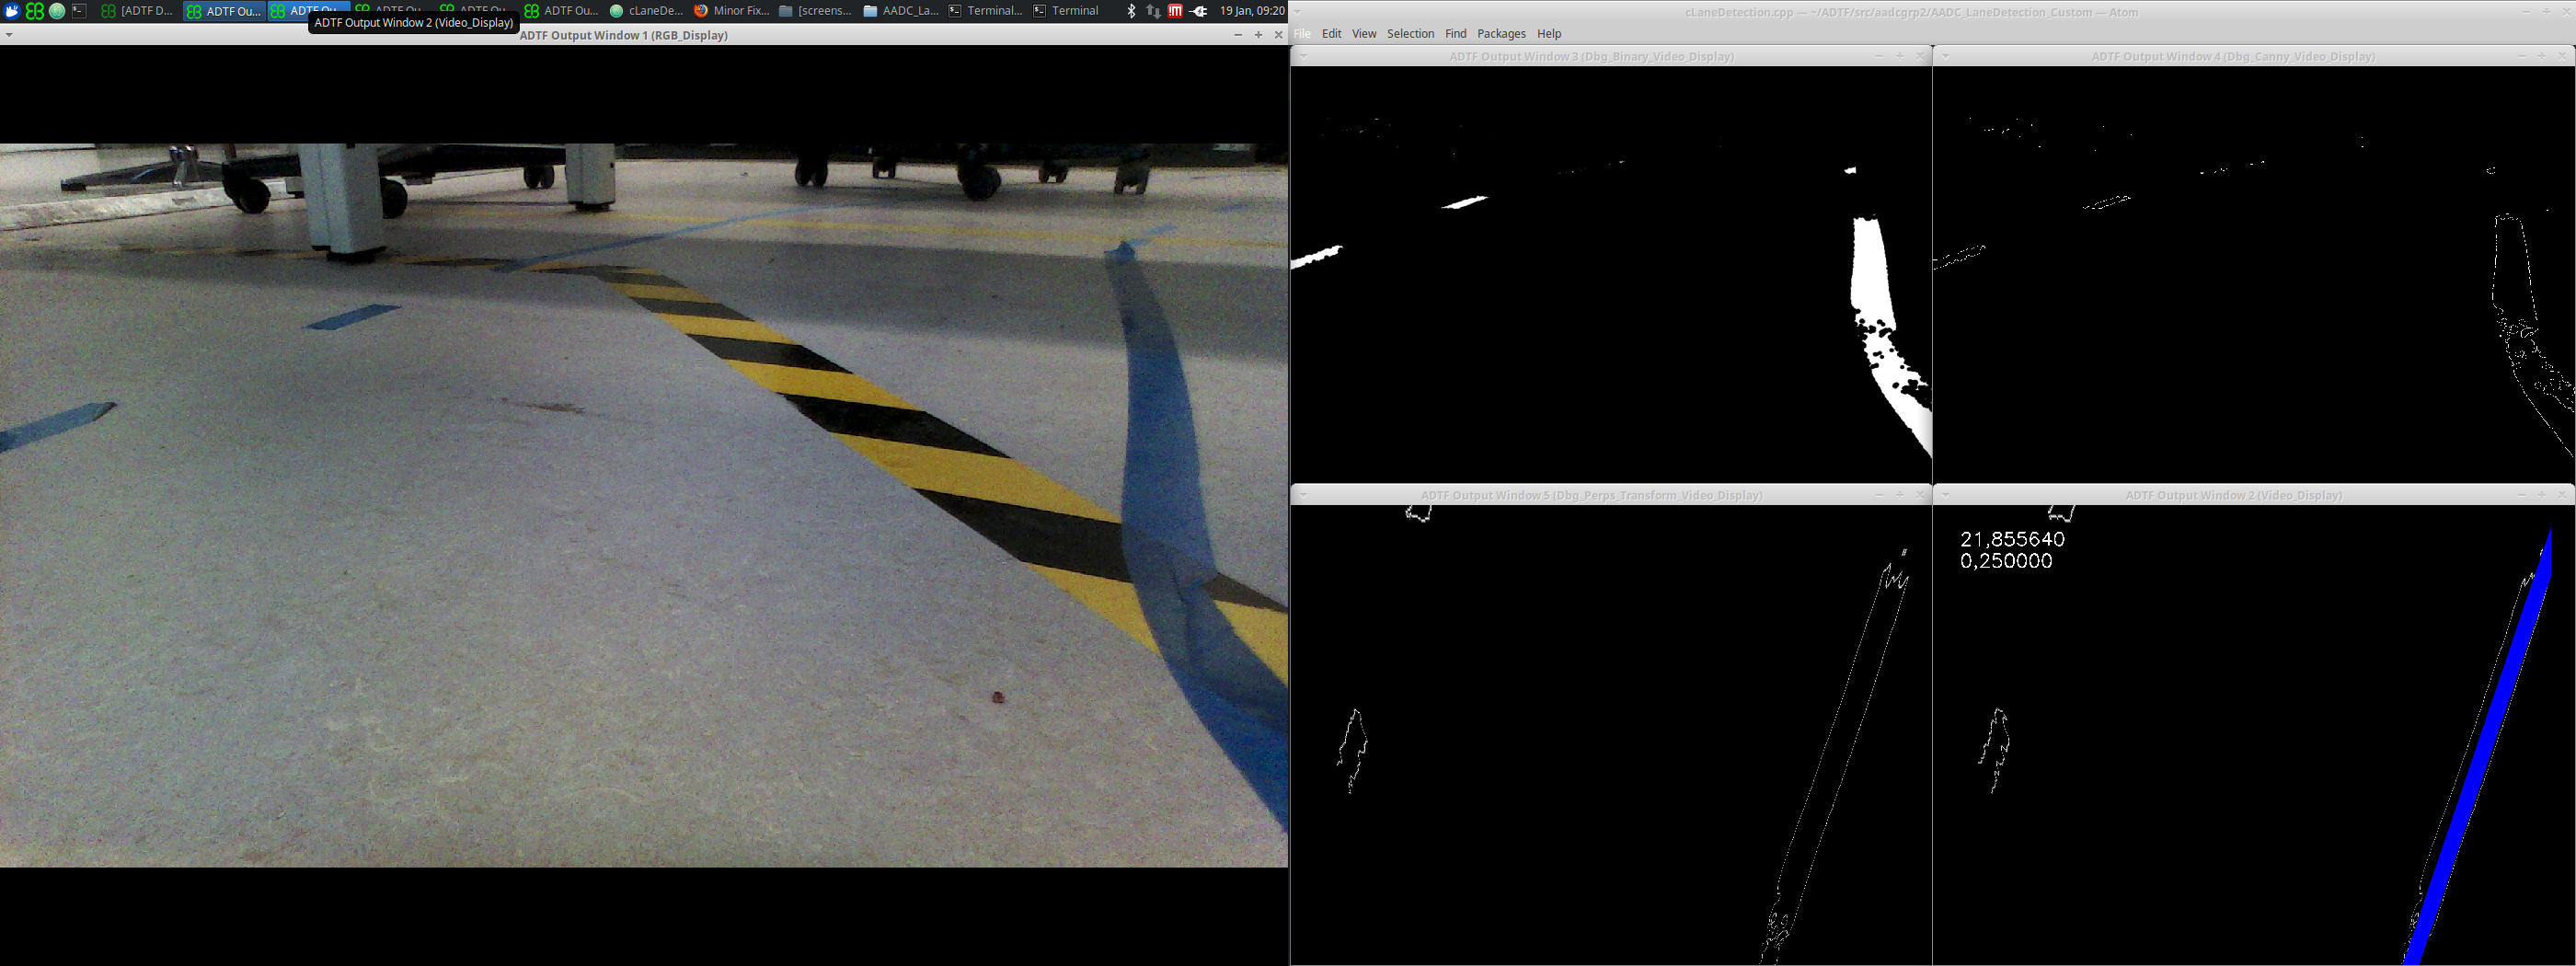 [ADTF D...
ADTF Ou...
ADTF Ou...
ADTF Ou...
ADTF Ou...
ADTF Ou...
cLaneDe...
Minor Fix...
[screens...
AADC_La...
Terminal...
Terminal
19 Jan, 09:20
ADTF Output Window 2 (Video_Display)
ADTF Output Window 1 (RGB_Display)
cLaneDetection.cpp — ~/ADTF/src/aadcgrp2/AADC_LaneDetection_Custom — Atom
File Edit View Selection Find Packages Help
ADTF Output Window 3 (Dbg_Binary_Video_Display)
ADTF Output Window 4 (Dbg_Canny_Video_Display)
ADTF Output Window 5 (Dbg_Perps_Transform_Video_Display)
ADTF Output Window 2 (Video_Display)
21,855640
0,250000